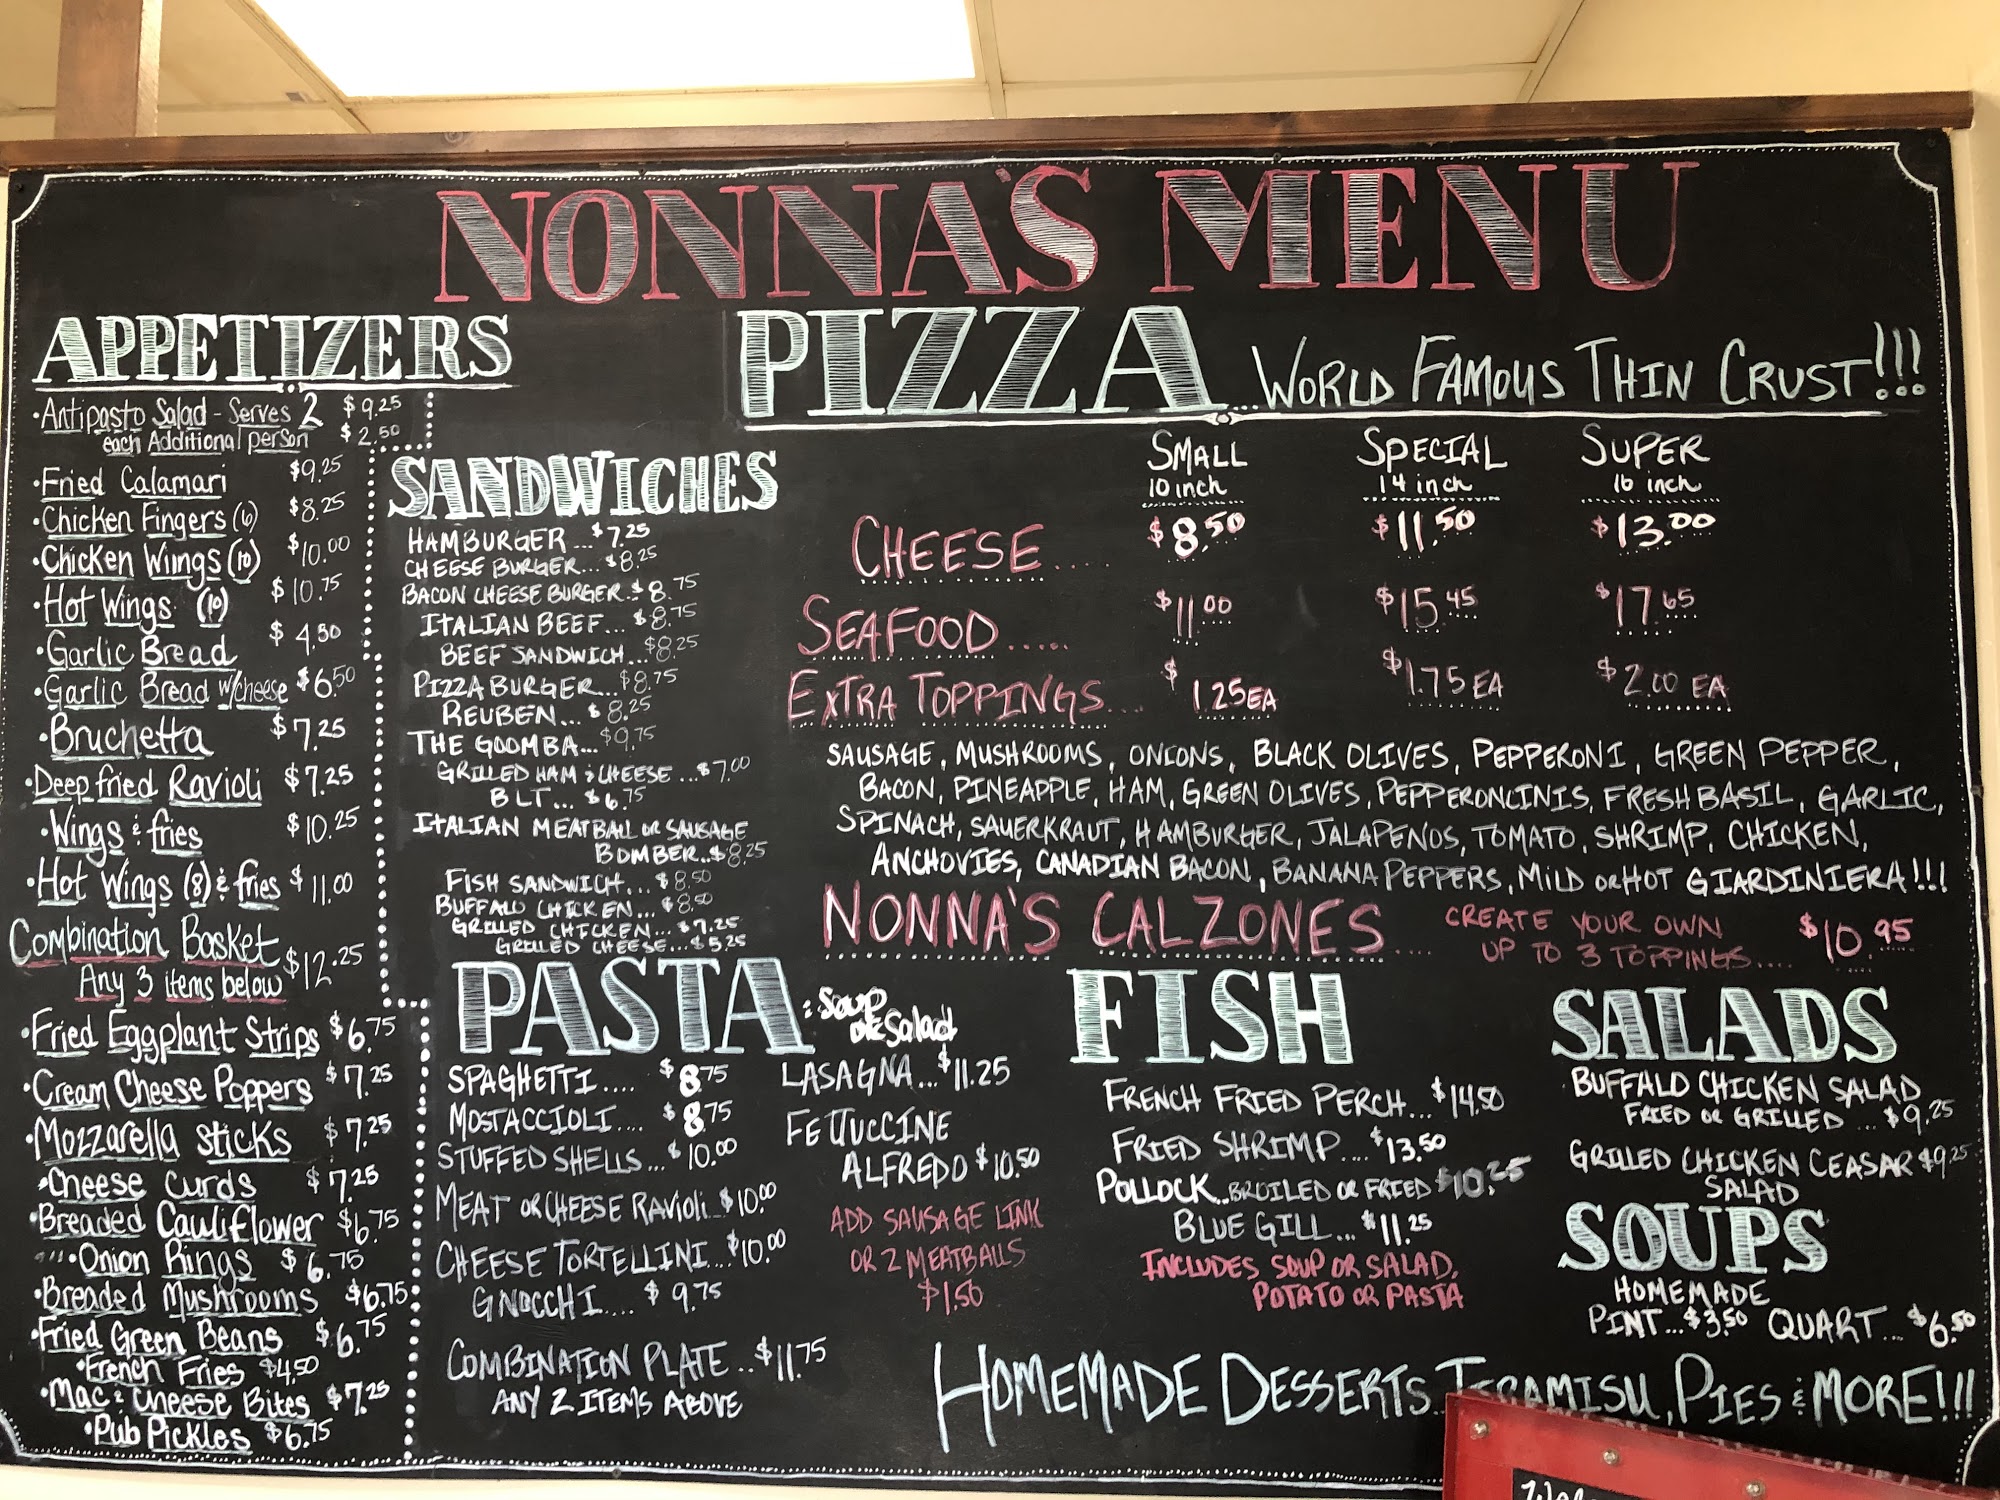 NONNA'S MENU
APPETIZERS
•Antipasto Salad - Serves 2 $9.25
each Additional person $2.50
•Fried Calamari $9.25
•Chicken Fingers (6) $8.25
•Chicken Wings (10) $10.00
•Hot Wings (10) $10.75
•Garlic Bread $4.50
•Garlic Bread w/cheese $6.50
•Bruchetta $7.25
•Deep fried Ravioli $7.25
•Wings & fries $10.25
•Hot Wings (8) & fries $11.00
Combination Basket $12.25
Any 3 items below
•Fried Eggplant Strips $6.75
•Cream Cheese Poppers $7.25
•Mozzarella sticks $7.25
•Cheese curds $7.25
•Breaded Cauliflower $6.75
•Onion Rings $6.75
•Breaded Mushrooms $6.75
•Fried Green Beans $6.75
•French Fries $4.50
•Mac & Cheese Bites $7.25
•Pub Pickles $6.75
SANDWICHES
HAMBURGER...$7.25
CHEESE BURGER...$8.25
BACON CHEESE BURGER..$8.75
ITALIAN BEEF...$8.75
BEEF SANDWICH...$8.25
PIZZA BURGER...$8.75
REUBEN...$8.25
THE GOOMBA...$9.75
GRILLED HAM & CHEESE...$7.00
BLT...$6.75
ITALIAN MEATBALL OR SAUSAGE
BOMBER..$8.25
FISH SANDWICH...$8.50
BUFFALO CHICKEN...$8.50
GRILLED CHICKEN...$7.25
GRILLED CHEESE...$5.25
PIZZA...WORLD FAMOUS THIN CRUST!!!
SMALL SPECIAL SUPER
10 inch 14 inch 16 inch
CHEESE..... $8.50 $11.50 $13.00
SEAFOOD..... $11.00 $15.45 $17.65
EXTRA TOPPINGS.... $1.25EA $1.75EA $2.00 EA
SAUSAGE, MUSHROOMS, ONIONS, BLACK OLIVES, PEPPERONI, GREEN PEPPER,
BACON, PINEAPPLE, HAM, GREEN OLIVES, PEPPERONCINIS, FRESH BASIL, GARLIC,
SPINACH, SAUERKRAUT, HAMBURGER, JALAPENOS, TOMATO, SHRIMP, CHICKEN,
ANCHOVIES, CANADIAN BACON, BANANA PEPPERS, MILD OR HOT GIARDINIERA!!!
NONNA'S CALZONES.... CREATE YOUR OWN
UP TO 3 TOPPINGS.... $10.95
PASTA: Soup
OR Salad
SPAGHETTI.... $8.75
MOSTACCIOLI.... $8.75
STUFFED SHELLS... $10.00
MEAT OR CHEESE RAVIOLI...$10.00
CHEESE TORTELLINI....$10.00
GNOCCHI.... $9.75
COMBINATION PLATE..$11.75
ANY 2 ITEMS ABOVE
LASAGNA...$11.25
FETTUCCINE
ALFREDO $10.50
ADD SAUSAGE LINK
OR 2 MEATBALLS
$1.50
FISH
FRENCH FRIED PERCH...$14.50
FRIED SHRIMP....$13.50
POLLOCK...BROILED OR FRIED $10.25
BLUE GILL...$11.25
INCLUDES SOUP OR SALAD,
POTATO OR PASTA
SALADS
BUFFALO CHICKEN SALAD
FRIED OR GRILLED ...$9.25
GRILLED CHICKEN CEASAR $9.25
SALAD
SOUPS
HOMEMADE
PINT...$3.50 QUART...$6.50
HOMEMADE DESSERTS...TIRAMISU, PIES & MORE!!!